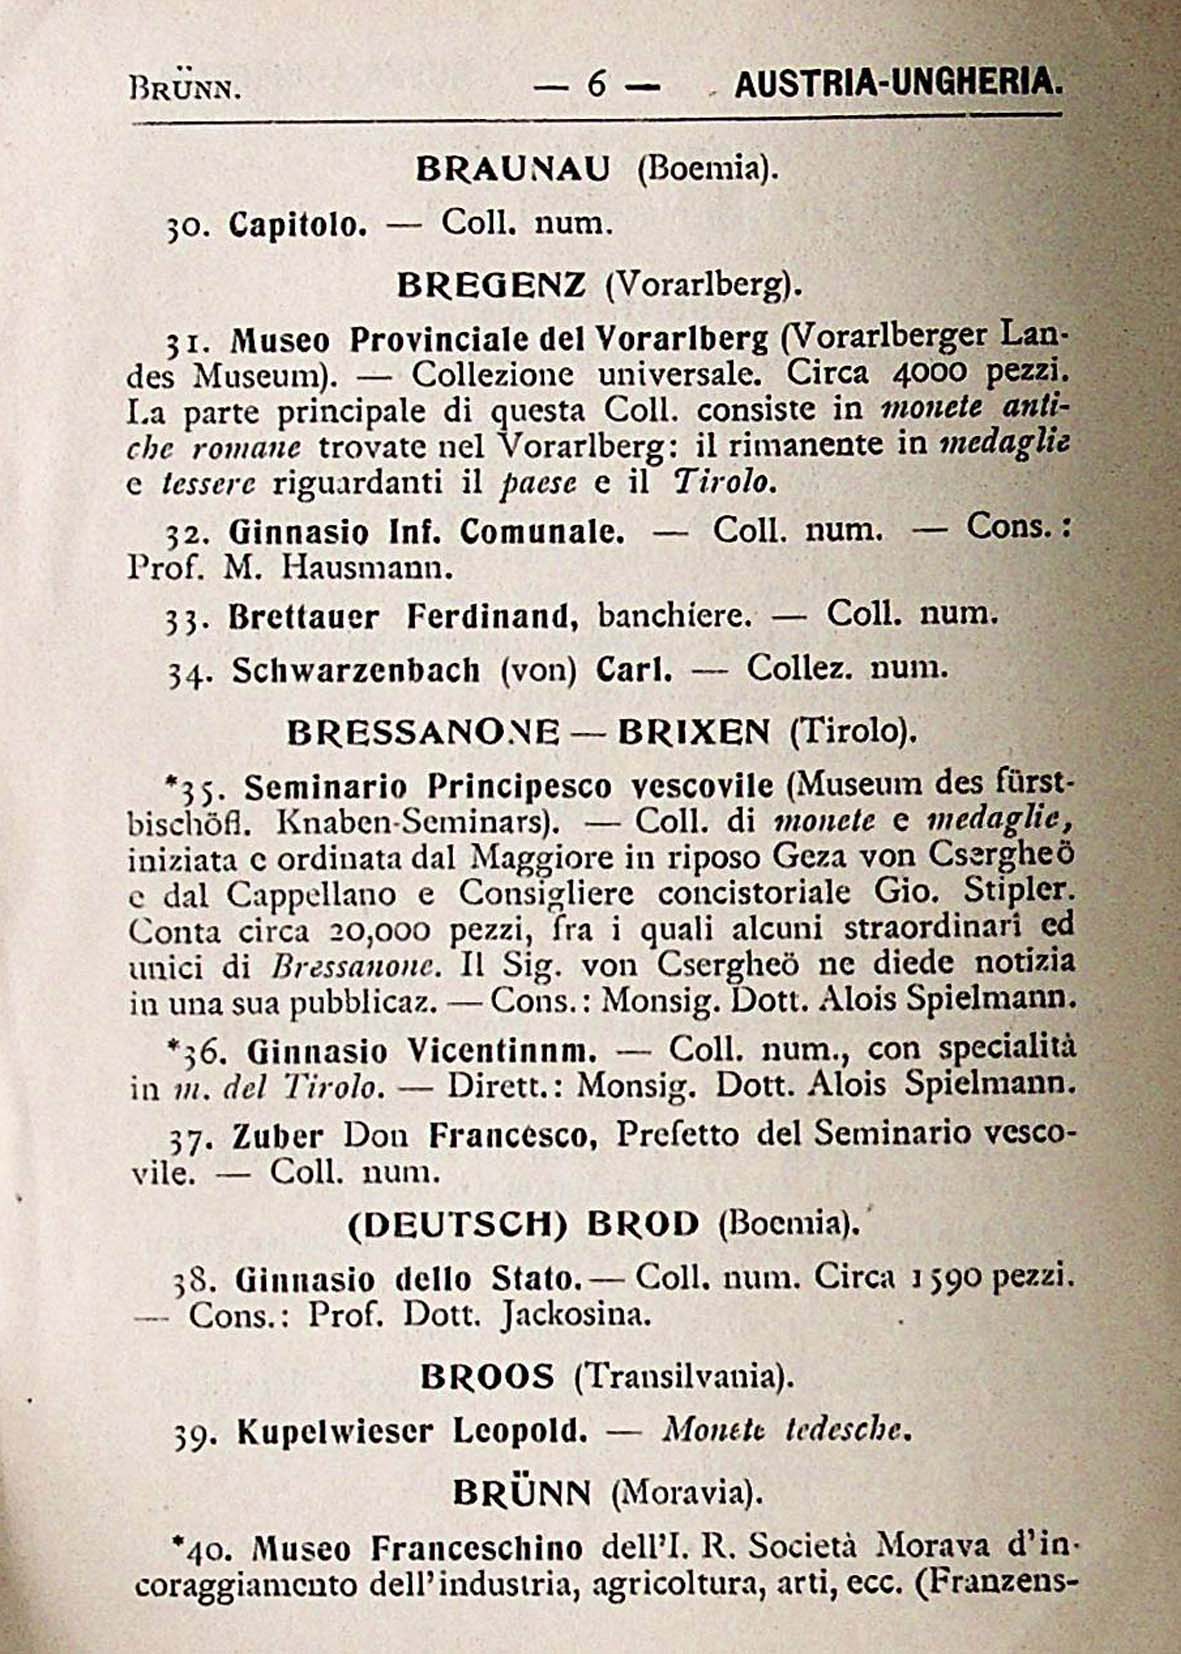 BRÜNN. — 6 — AUSTRIA-UNGHERIA.
BRAUNAU (Boemia).
30. Capitolo. — Coll. num.
BREGENZ (Vorarlberg).
31. Museo Provinciale del Vorarlberg (Vorarlberger Lan-
des Museum). — Collezione universale. Circa 4000 pezzi.
La parte principale di questa Coll. consiste in monete anti-
che romane trovate nel Vorarlberg: il rimanente in medaglie
e tessere riguardanti il paese e il Tirolo.
32. Ginnasio Inf. Comunale. — Coll. num. — Cons.:
Prof. M. Hausmann.
33. Brettauer Ferdinand, banchiere. — Coll. num.
34. Schwarzenbach (von) Carl. — Collez. num.
BRESSANONE — BRIXEN (Tirolo).
*35. Seminario Principesco vescovile (Museum des fürst-
bischöfl. Knaben-Seminars). — Coll. di monete e medaglie,
iniziata e ordinata dal Maggiore in riposo Geza von Csergheö
e dal Cappellano e Consigliere concistoriale Gio. Stipler.
Conta circa 20,000 pezzi, fra i quali alcuni straordinari ed
unici di Bressanone. Il Sig. von Csergheö ne diede notizia
in una sua pubblicaz. — Cons.: Monsig. Dott. Alois Spielmann.
*36. Ginnasio Vicentinnm. — Coll. num., con specialità
in m. del Tirolo. — Dirett.: Monsig. Dott. Alois Spielmann.
37. Zuber Don Francesco, Prefetto del Seminario vesco-
vile. — Coll. num.
(DEUTSCH) BROD (Boemia).
38. Ginnasio dello Stato. — Coll. num. Circa 1590 pezzi.
— Cons.: Prof. Dott. Jackosina.
BROOS (Transilvania).
39. Kupelwieser Leopold. — Monete tedesche.
BRÜNN (Moravia).
*40. Museo Franceschino dell'I. R. Società Morava d'in-
coraggiamento dell'industria, agricoltura, arti, ecc. (Franzens-